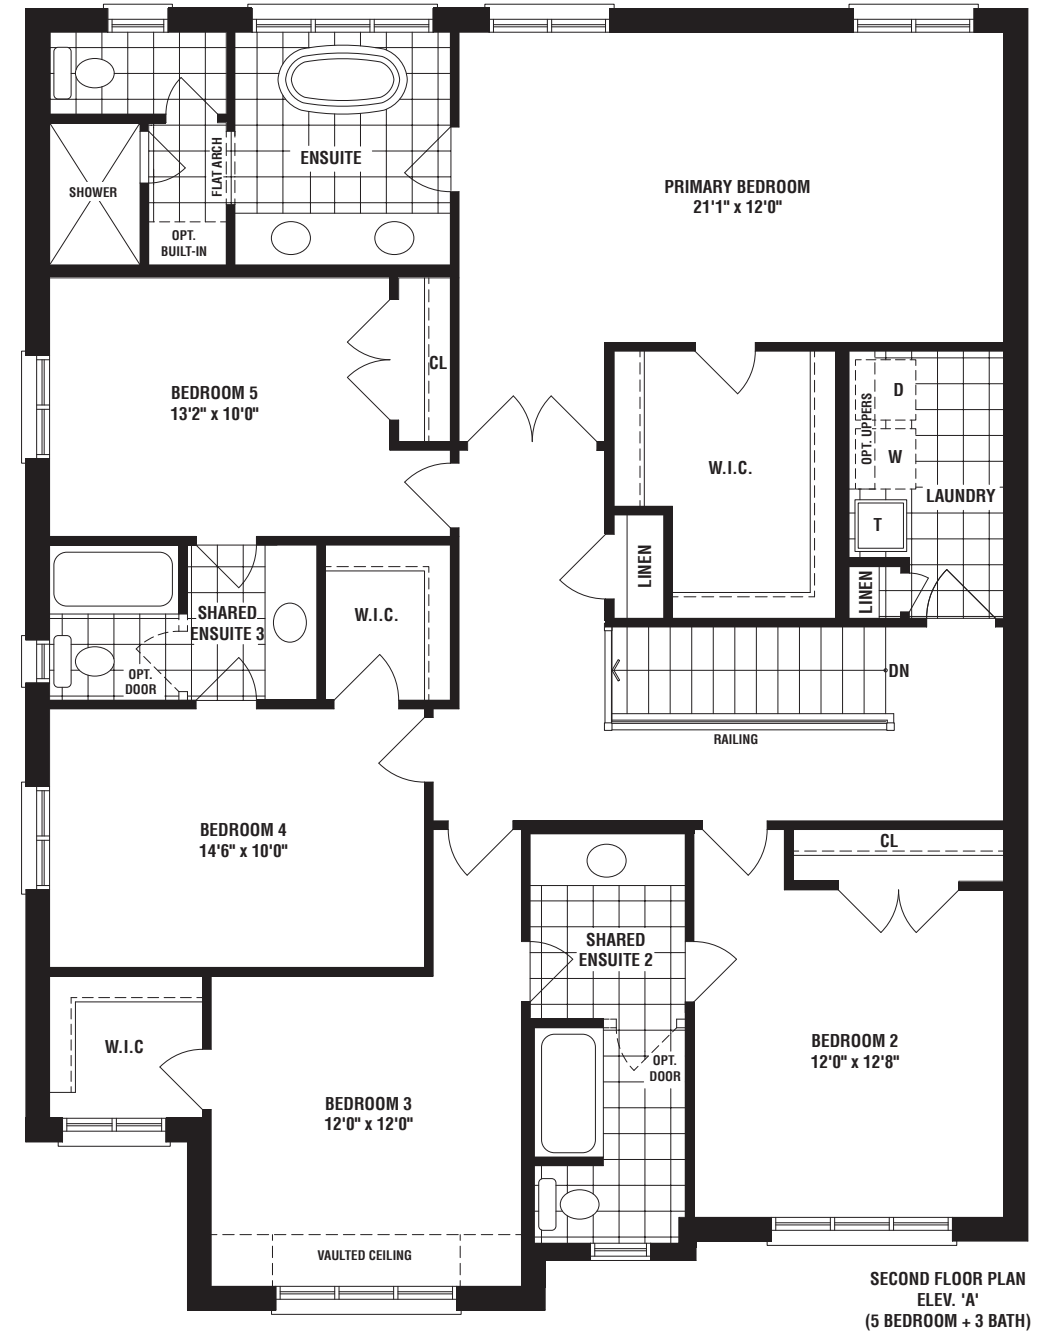 ENSUITE
FLAT ARCH
SHOWER
OPT.
BUILT-IN
PRIMARY BEDROOM
21'1" x 12'0"
CL
BEDROOM 5
13'2" x 10'0"
D
OPT. UPPERS
W
W.I.C.
LAUNDRY
T
LINEN
LINEN
SHARED
ENSUITE 3
W.I.C.
OPT.
DOOR
DN
RAILING
BEDROOM 4
14'6" x 10'0"
CL
SHARED
ENSUITE 2
W.I.C
BEDROOM 2
12'0" x 12'8"
OPT.
DOOR
BEDROOM 3
12'0" x 12'0"
VAULTED CEILING
SECOND FLOOR PLAN
ELEV. 'A'
(5 BEDROOM + 3 BATH)